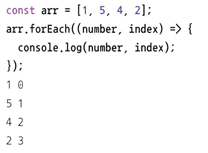 const arr = [1, 5, 4, 2];
arr.forEach((number, index) => {
  console.log(number, index);
});
1 0
5 1
4 2
2 3